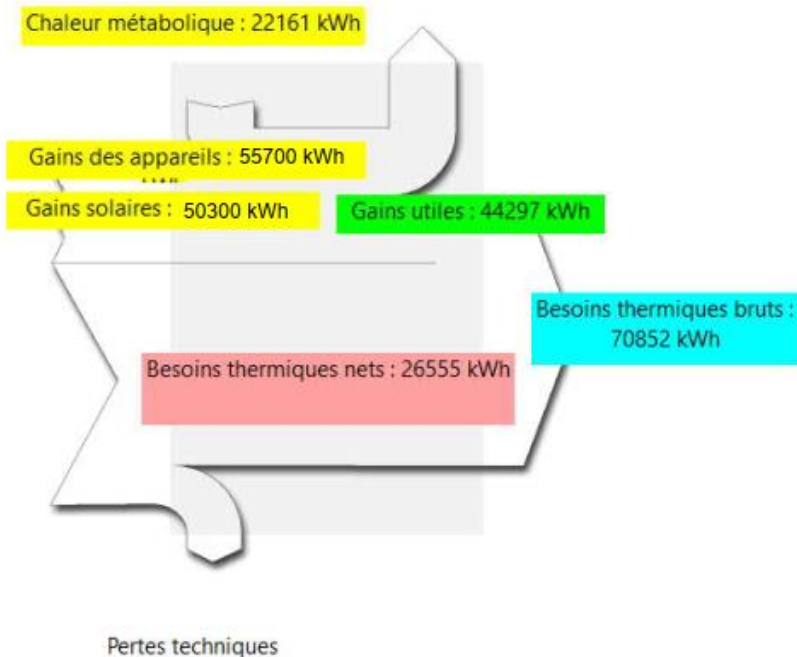 Chaleur métabolique : 22161 kWh
Gains des appareils : 55700 kWh
Gains solaires : 50300 kWh
Gains utiles : 44297 kWh
Besoins thermiques bruts :
70852 kWh
Besoins thermiques nets : 26555 kWh
Pertes techniques